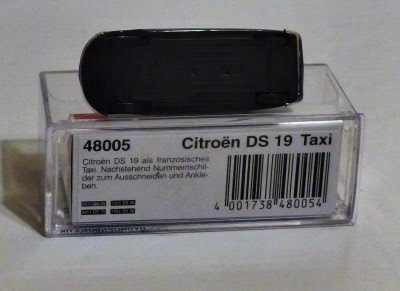 48005 Citroën DS 19 Taxi
Citroën DS 19 als französisches
Taxi. Nachstehend Nummernschil-
der zum Ausschneiden und Ankle-
ben.
4 001738 480054